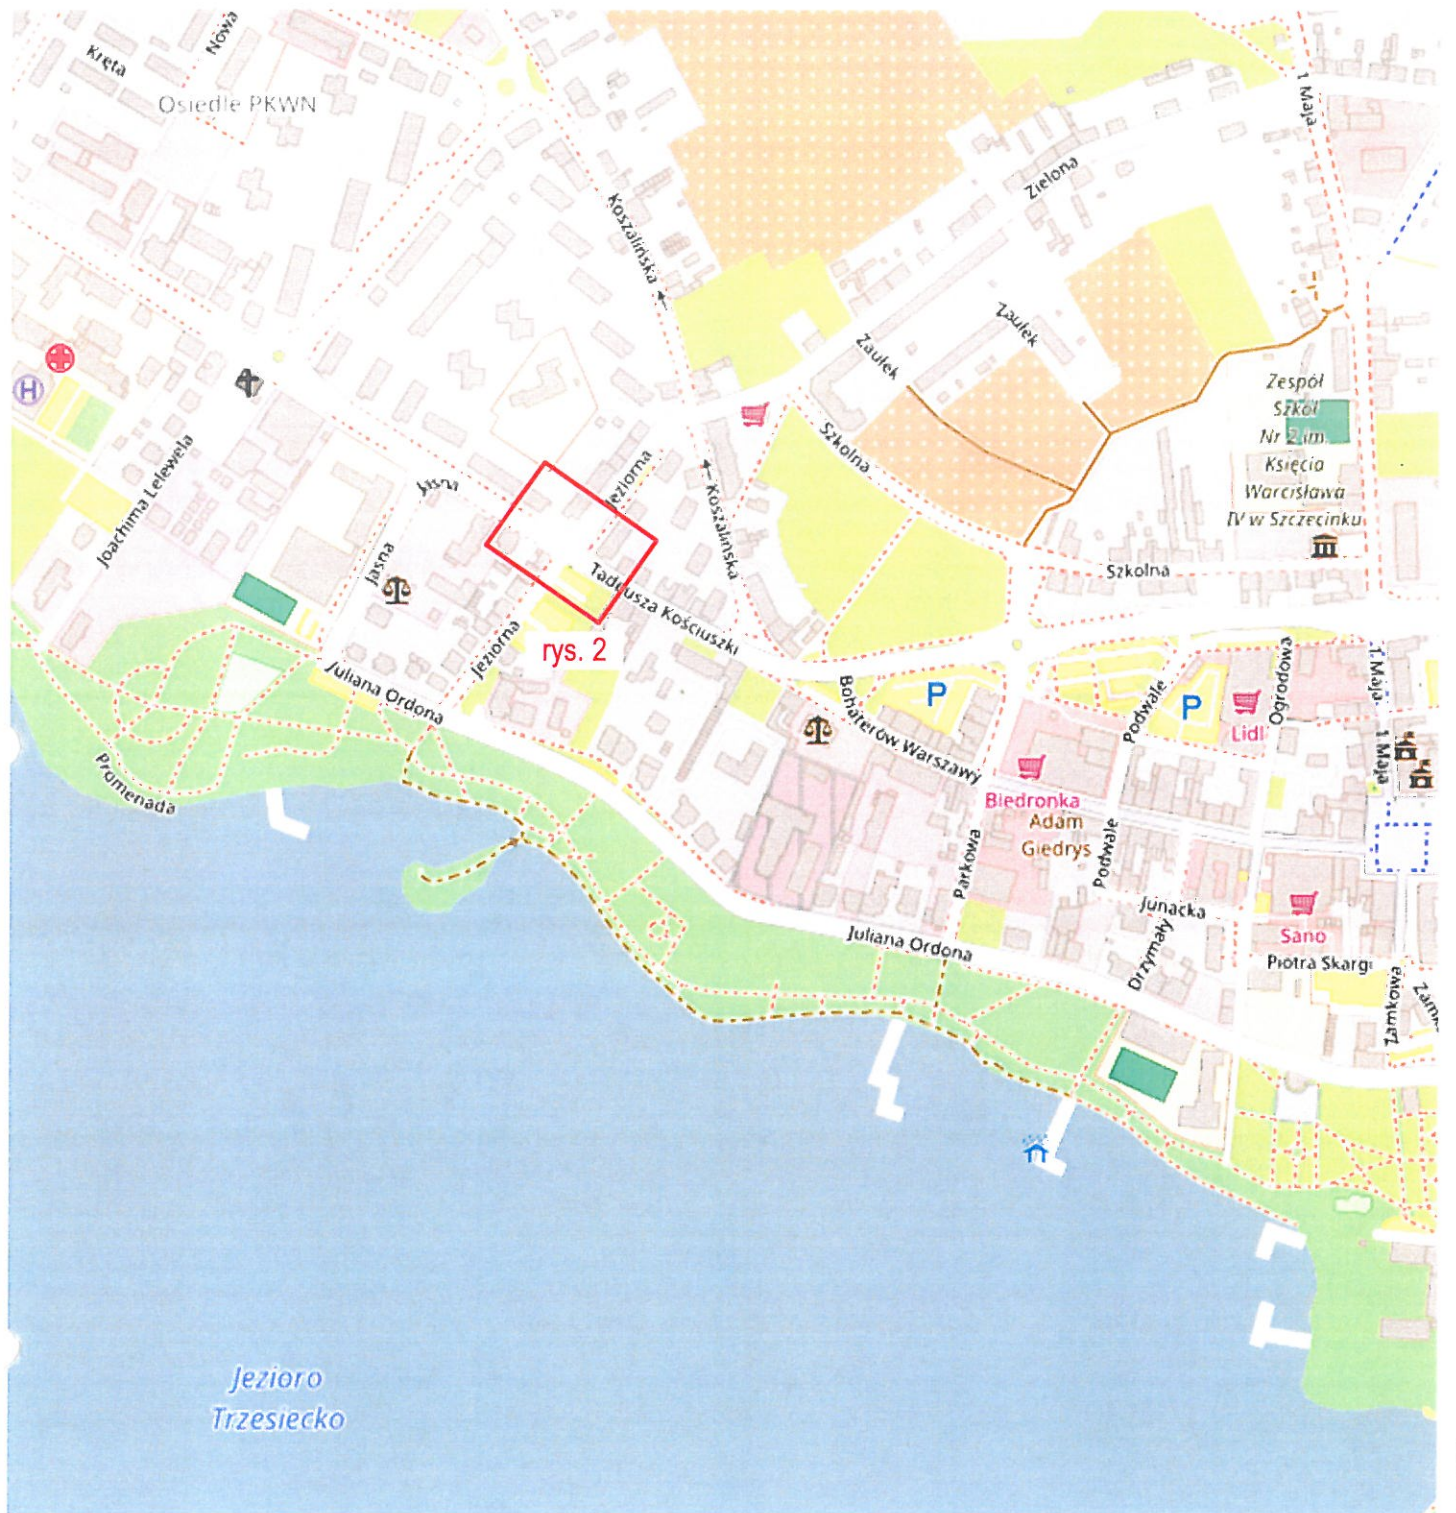 Nowa
Kręta
Osiedle PKWN
1 Maja
Zielona
Koszalińska
Zaułek
Zaułek
Zespół
Szkół
Nr 2 im.
Księcia
Warcisława
IV w Szczecinku
H
Joachima Lelewela
Jasna
Jeziorna
Koszalińska
Szkolna
Szkolna
Jasna
Tadeusza Kościuszki
Jeziorna
rys. 2
Juliana Ordona
Bohaterów Warszawy
P
Podwale
P
Ogrodowa
Lidl
1 Maja
1 Maja
Promenada
Biedronka
Adam
Giedrys
Parkowa
Podwale
Junacka
Drzymały
Sano
Piotra Skargi
Juliana Ordona
Zamkowa
Zamk
Jezioro
Trzesiecko